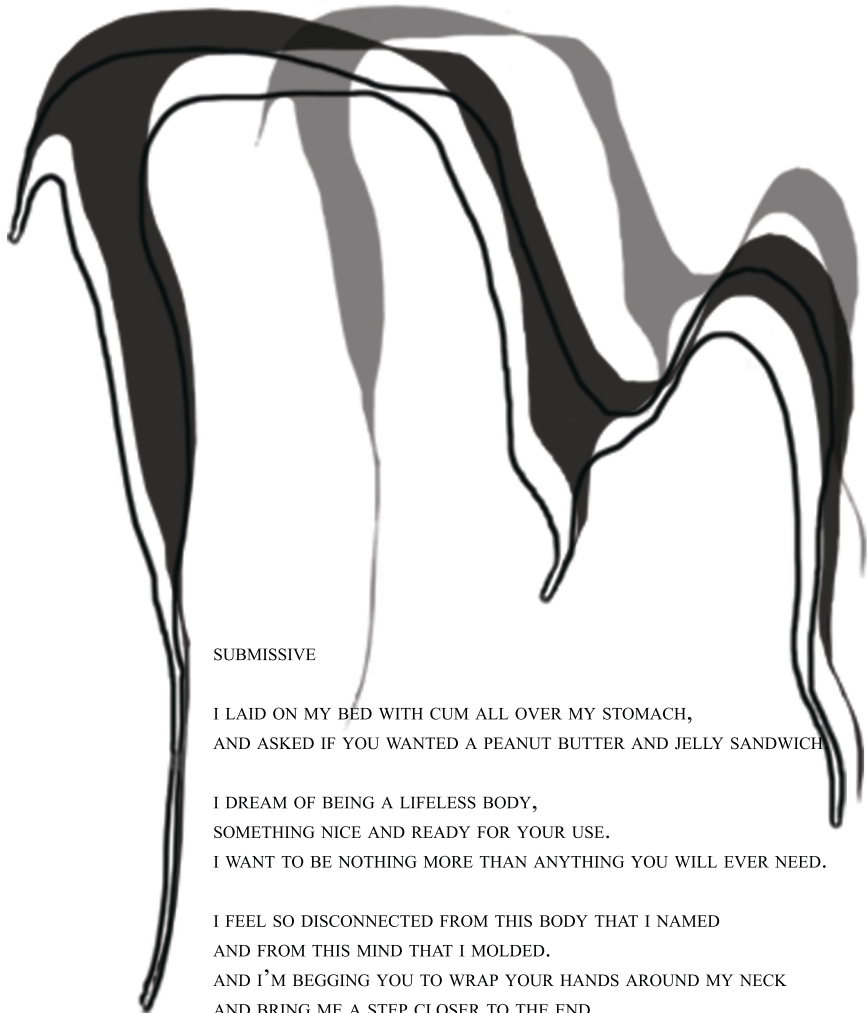 SUBMISSIVE
I LAID ON MY BED WITH CUM ALL OVER MY STOMACH,
AND ASKED IF YOU WANTED A PEANUT BUTTER AND JELLY SANDWICH
I DREAM OF BEING A LIFELESS BODY,
SOMETHING NICE AND READY FOR YOUR USE.
I WANT TO BE NOTHING MORE THAN ANYTHING YOU WILL EVER NEED.
I FEEL SO DISCONNECTED FROM THIS BODY THAT I NAMED
AND FROM THIS MIND THAT I MOLDED.
AND I'M BEGGING YOU TO WRAP YOUR HANDS AROUND MY NECK
AND BRING ME A STEP CLOSER TO THE END